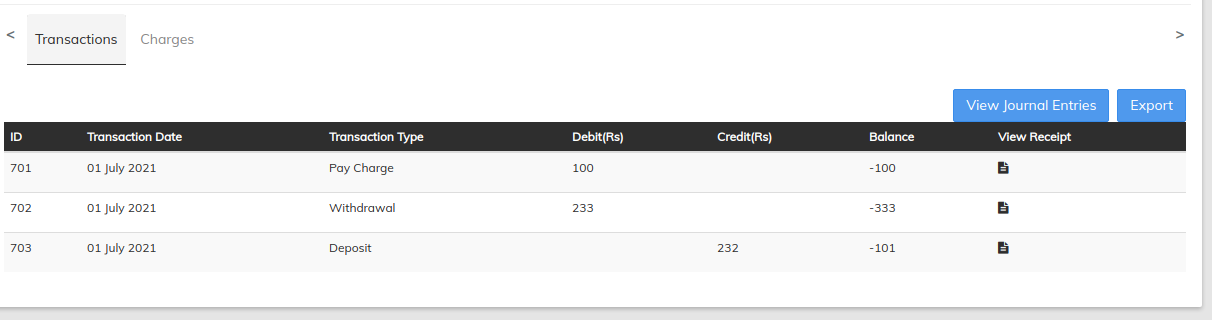 < Transactions Charges >
View Journal Entries Export
ID Transaction Date Transaction Type Debit(Rs) Credit(Rs) Balance View Receipt
701 01 July 2021 Pay Charge 100 -100
702 01 July 2021 Withdrawal 233 -333
703 01 July 2021 Deposit 232 -101